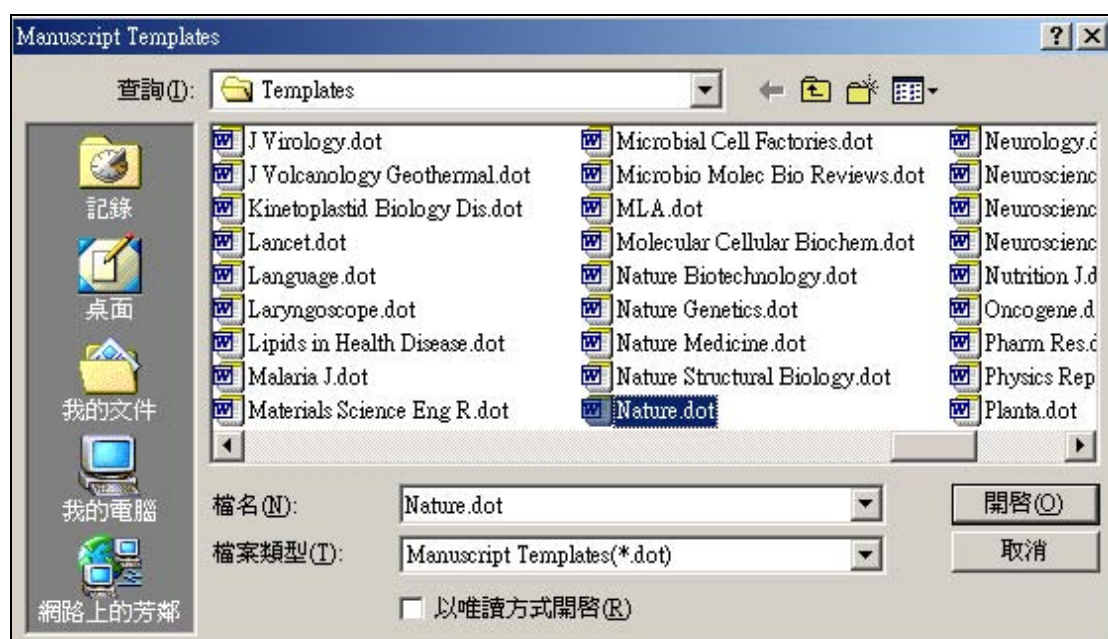 Manuscript Templates
查詢(I): Templates
記錄
桌面
我的文件
我的電腦
網路上的芳鄰
J Virology.dot
J Volcanology Geothermal.dot
Kinetoplastid Biology Dis.dot
Lancet.dot
Language.dot
Laryngoscope.dot
Lipids in Health Disease.dot
Malaria J.dot
Materials Science Eng R.dot
Microbial Cell Factories.dot
Microbio Molec Bio Reviews.dot
MLA.dot
Molecular Cellular Biochem.dot
Nature Biotechnology.dot
Nature Genetics.dot
Nature Medicine.dot
Nature Structural Biology.dot
Nature.dot
Neurology.d
Neuroscienc
Neuroscienc
Neuroscienc
Nutrition J.d
Oncogene.d
Pharm Res.d
Physics Rep
Planta.dot
檔名(N): Nature.dot 開啓(O)
檔案類型(T): Manuscript Templates(*.dot) 取消
以唯讀方式開啓(R)